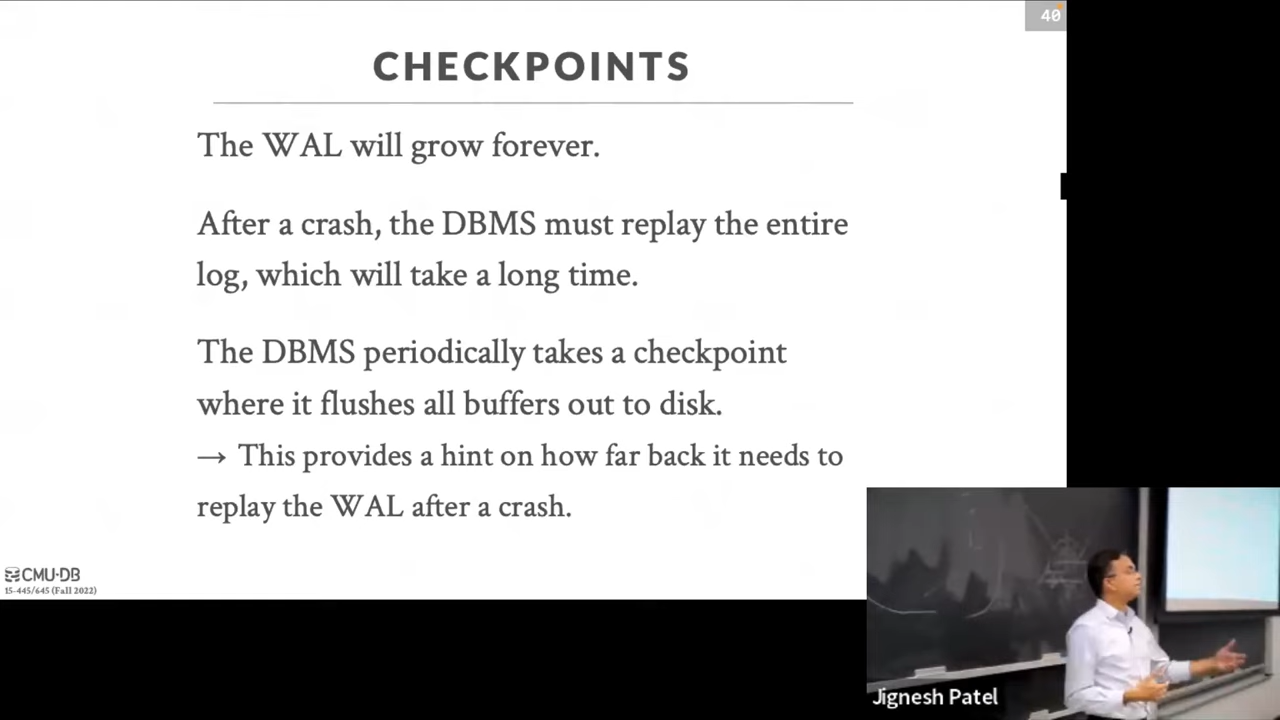 40
CHECKPOINTS
The WAL will grow forever.
After a crash, the DBMS must replay the entire
log, which will take a long time.
The DBMS periodically takes a checkpoint
where it flushes all buffers out to disk.
→ This provides a hint on how far back it needs to
replay the WAL after a crash.
CMU·DB
15-445/645 (Fall 2022)
Jignesh Patel